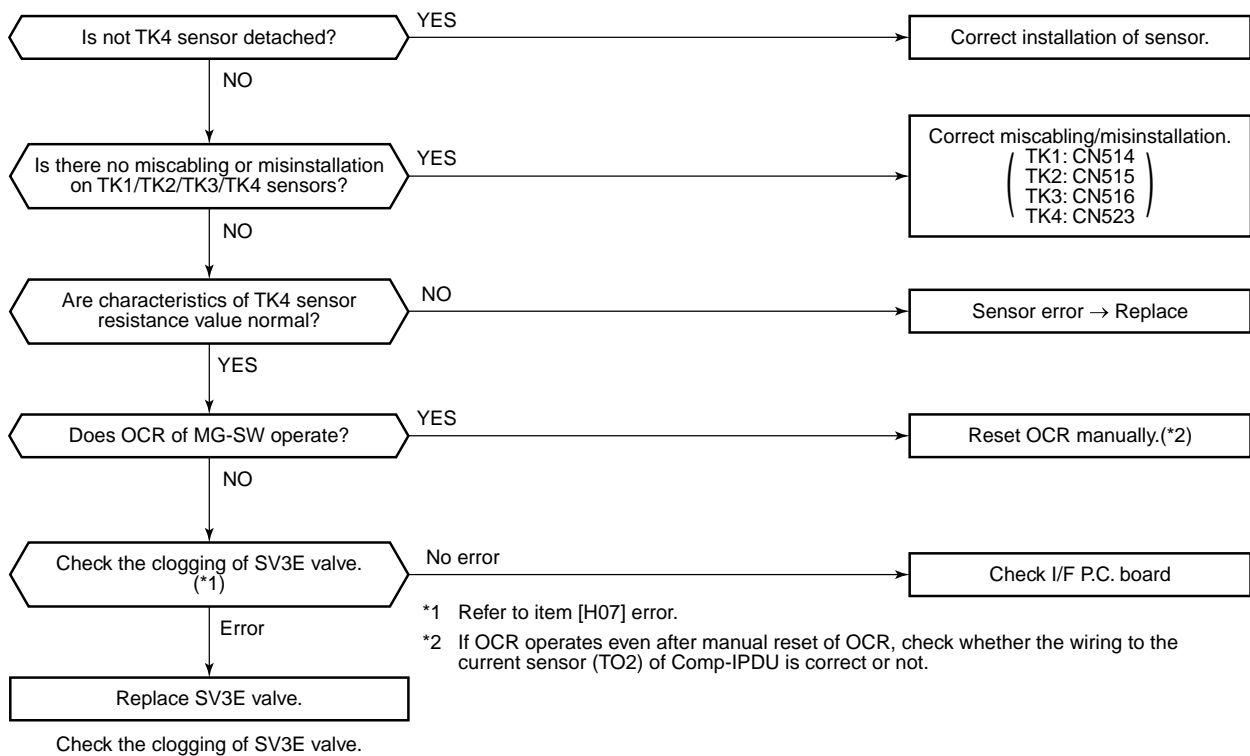 Is not TK4 sensor detached?
YES
Correct installation of sensor.
NO
Is there no miscabling or misinstallation
on TK1/TK2/TK3/TK4 sensors?
YES
Correct miscabling/misinstallation.
TK1: CN514
TK2: CN515
TK3: CN516
TK4: CN523
NO
Are characteristics of TK4 sensor
resistance value normal?
NO
Sensor error → Replace
YES
Does OCR of MG-SW operate?
YES
Reset OCR manually.(*2)
NO
Check the clogging of SV3E valve.
(*1)
No error
Check I/F P.C. board
Error
*1 Refer to item [H07] error.
*2 If OCR operates even after manual reset of OCR, check whether the wiring to the
current sensor (TO2) of Comp-IPDU is correct or not.
Replace SV3E valve.
Check the clogging of SV3E valve.